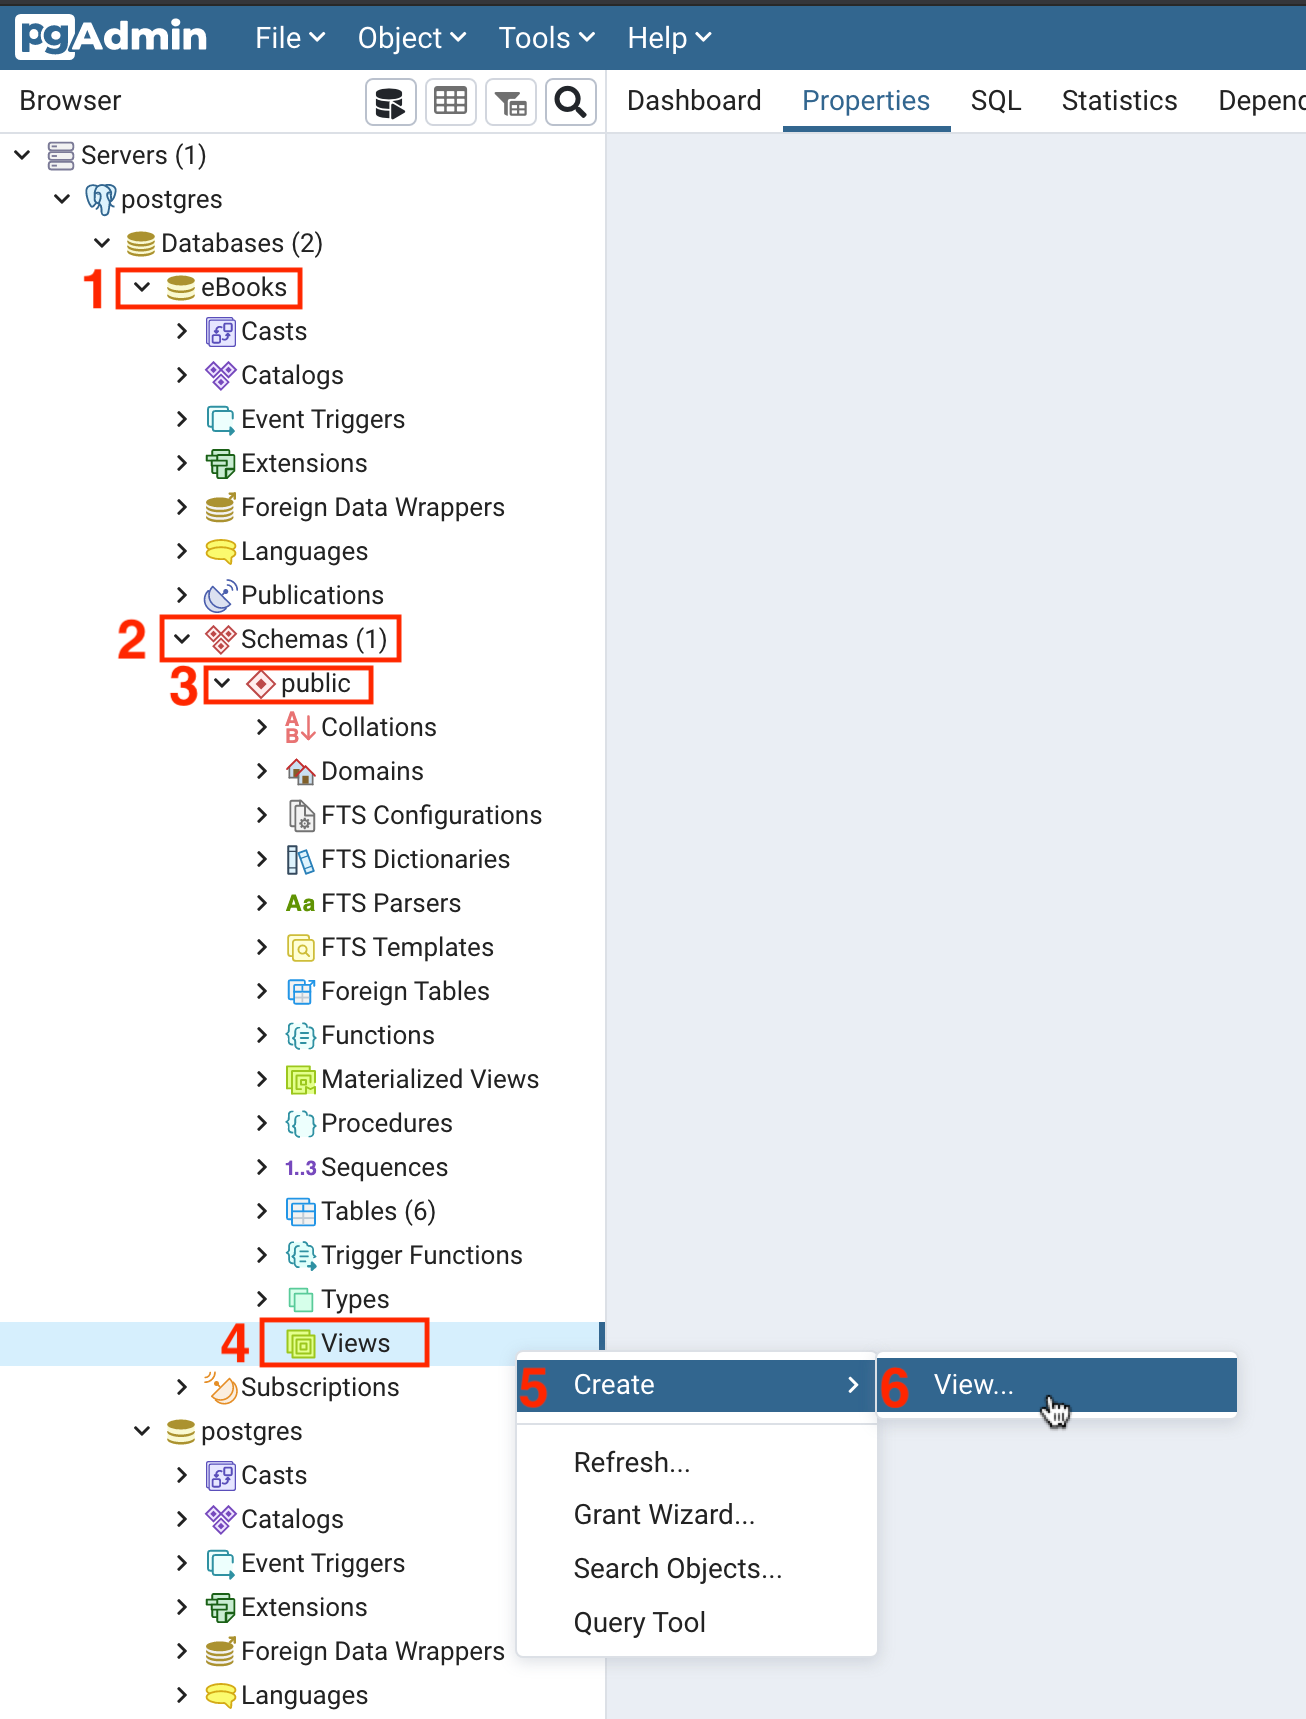 pgAdmin File Object Tools Help
Browser Dashboard Properties SQL Statistics Depend
Servers (1)
postgres
Databases (2)
1 eBooks
Casts
Catalogs
Event Triggers
Extensions
Foreign Data Wrappers
Languages
Publications
2 Schemas (1)
3 public
A B Collations
Domains
FTS Configurations
FTS Dictionaries
Aa FTS Parsers
FTS Templates
Foreign Tables
Functions
Materialized Views
Procedures
1..3 Sequences
Tables (6)
Trigger Functions
Types
4 Views
5 Create 6 View...
Subscriptions
postgres
Refresh...
Casts
Grant Wizard...
Catalogs
Event Triggers
Search Objects...
Extensions
Query Tool
Foreign Data Wrappers
Languages